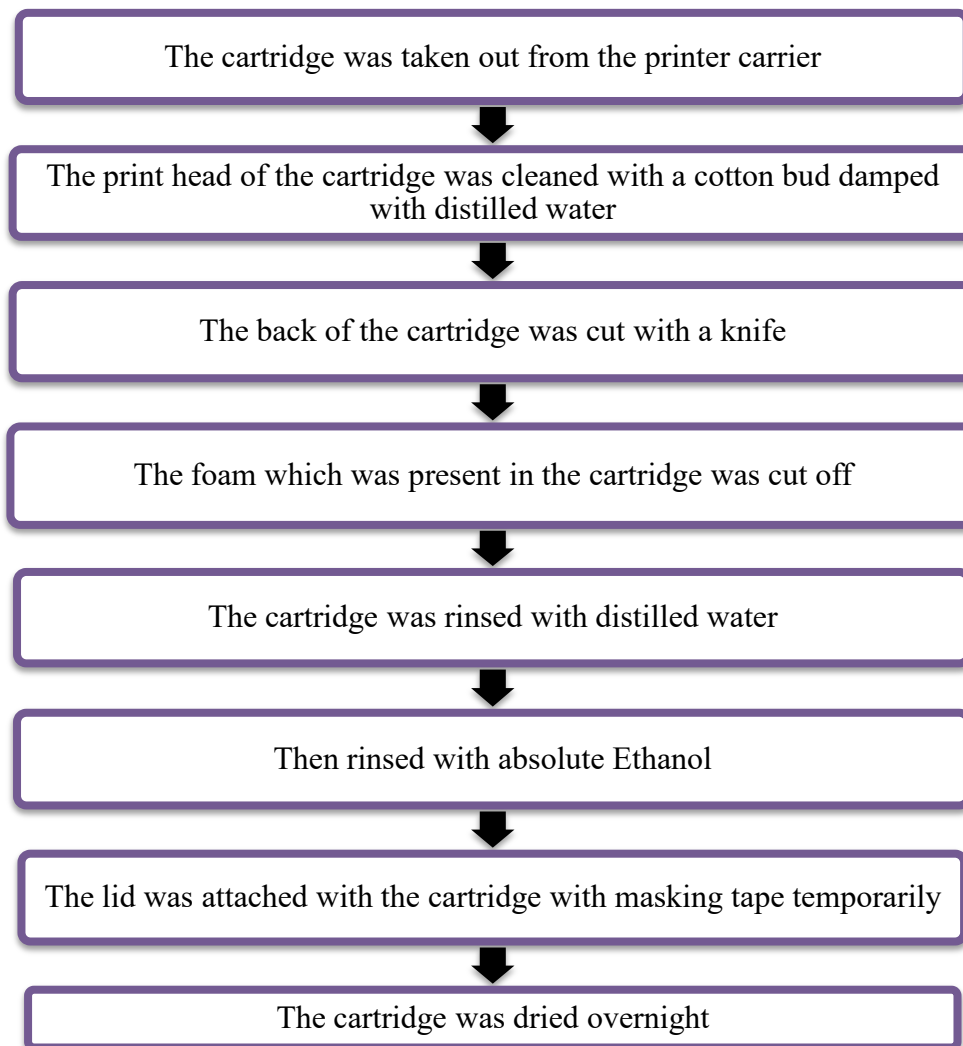 The cartridge was taken out from the printer carrier
The print head of the cartridge was cleaned with a cotton bud damped
with distilled water
The back of the cartridge was cut with a knife
The foam which was present in the cartridge was cut off
The cartridge was rinsed with distilled water
Then rinsed with absolute Ethanol
The lid was attached with the cartridge with masking tape temporarily
The cartridge was dried overnight